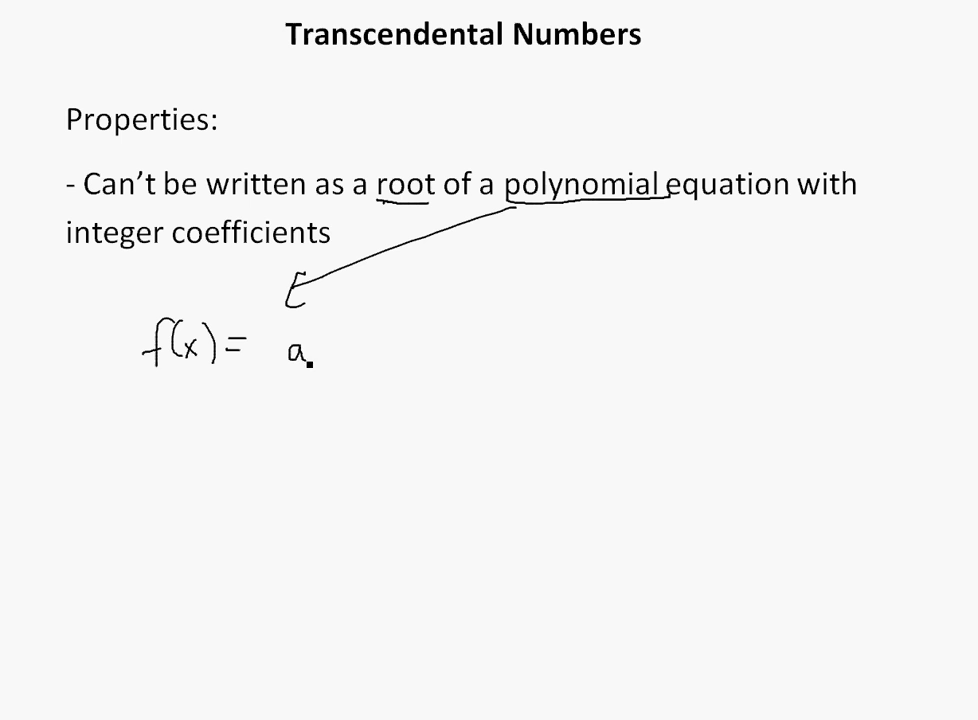 Transcendental Numbers
Properties:
- Can't be written as a root of a polynomial equation with
integer coefficients
f(x) = a